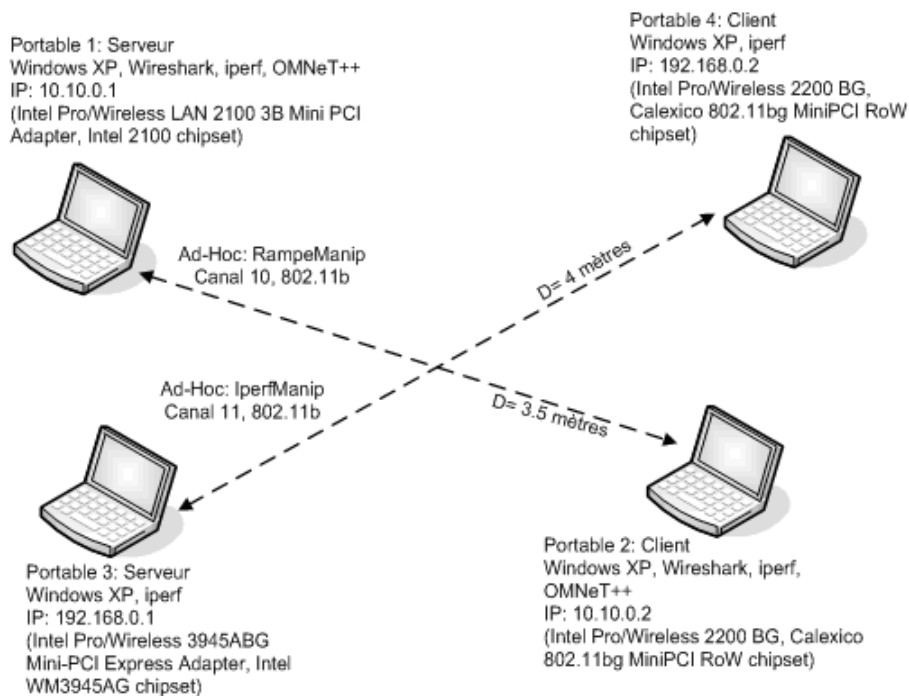 Portable 1: Serveur
Windows XP, Wireshark, iperf, OMNeT++
IP: 10.10.0.1
(Intel Pro/Wireless LAN 2100 3B Mini PCI
Adapter, Intel 2100 chipset)
Portable 4: Client
Windows XP, iperf
IP: 192.168.0.2
(Intel Pro/Wireless 2200 BG,
Calexico 802.11bg MiniPCI RoW
chipset)
Ad-Hoc: RampeManip
Canal 10, 802.11b
D= 4 mètres
Ad-Hoc: IperfManip
Canal 11, 802.11b
D= 3.5 mètres
Portable 3: Serveur
Windows XP, iperf
IP: 192.168.0.1
(Intel Pro/Wireless 3945ABG
Mini-PCI Express Adapter, Intel
WM3945AG chipset)
Portable 2: Client
Windows XP, Wireshark, iperf,
OMNeT++
IP: 10.10.0.2
(Intel Pro/Wireless 2200 BG, Calexico
802.11bg MiniPCI RoW chipset)